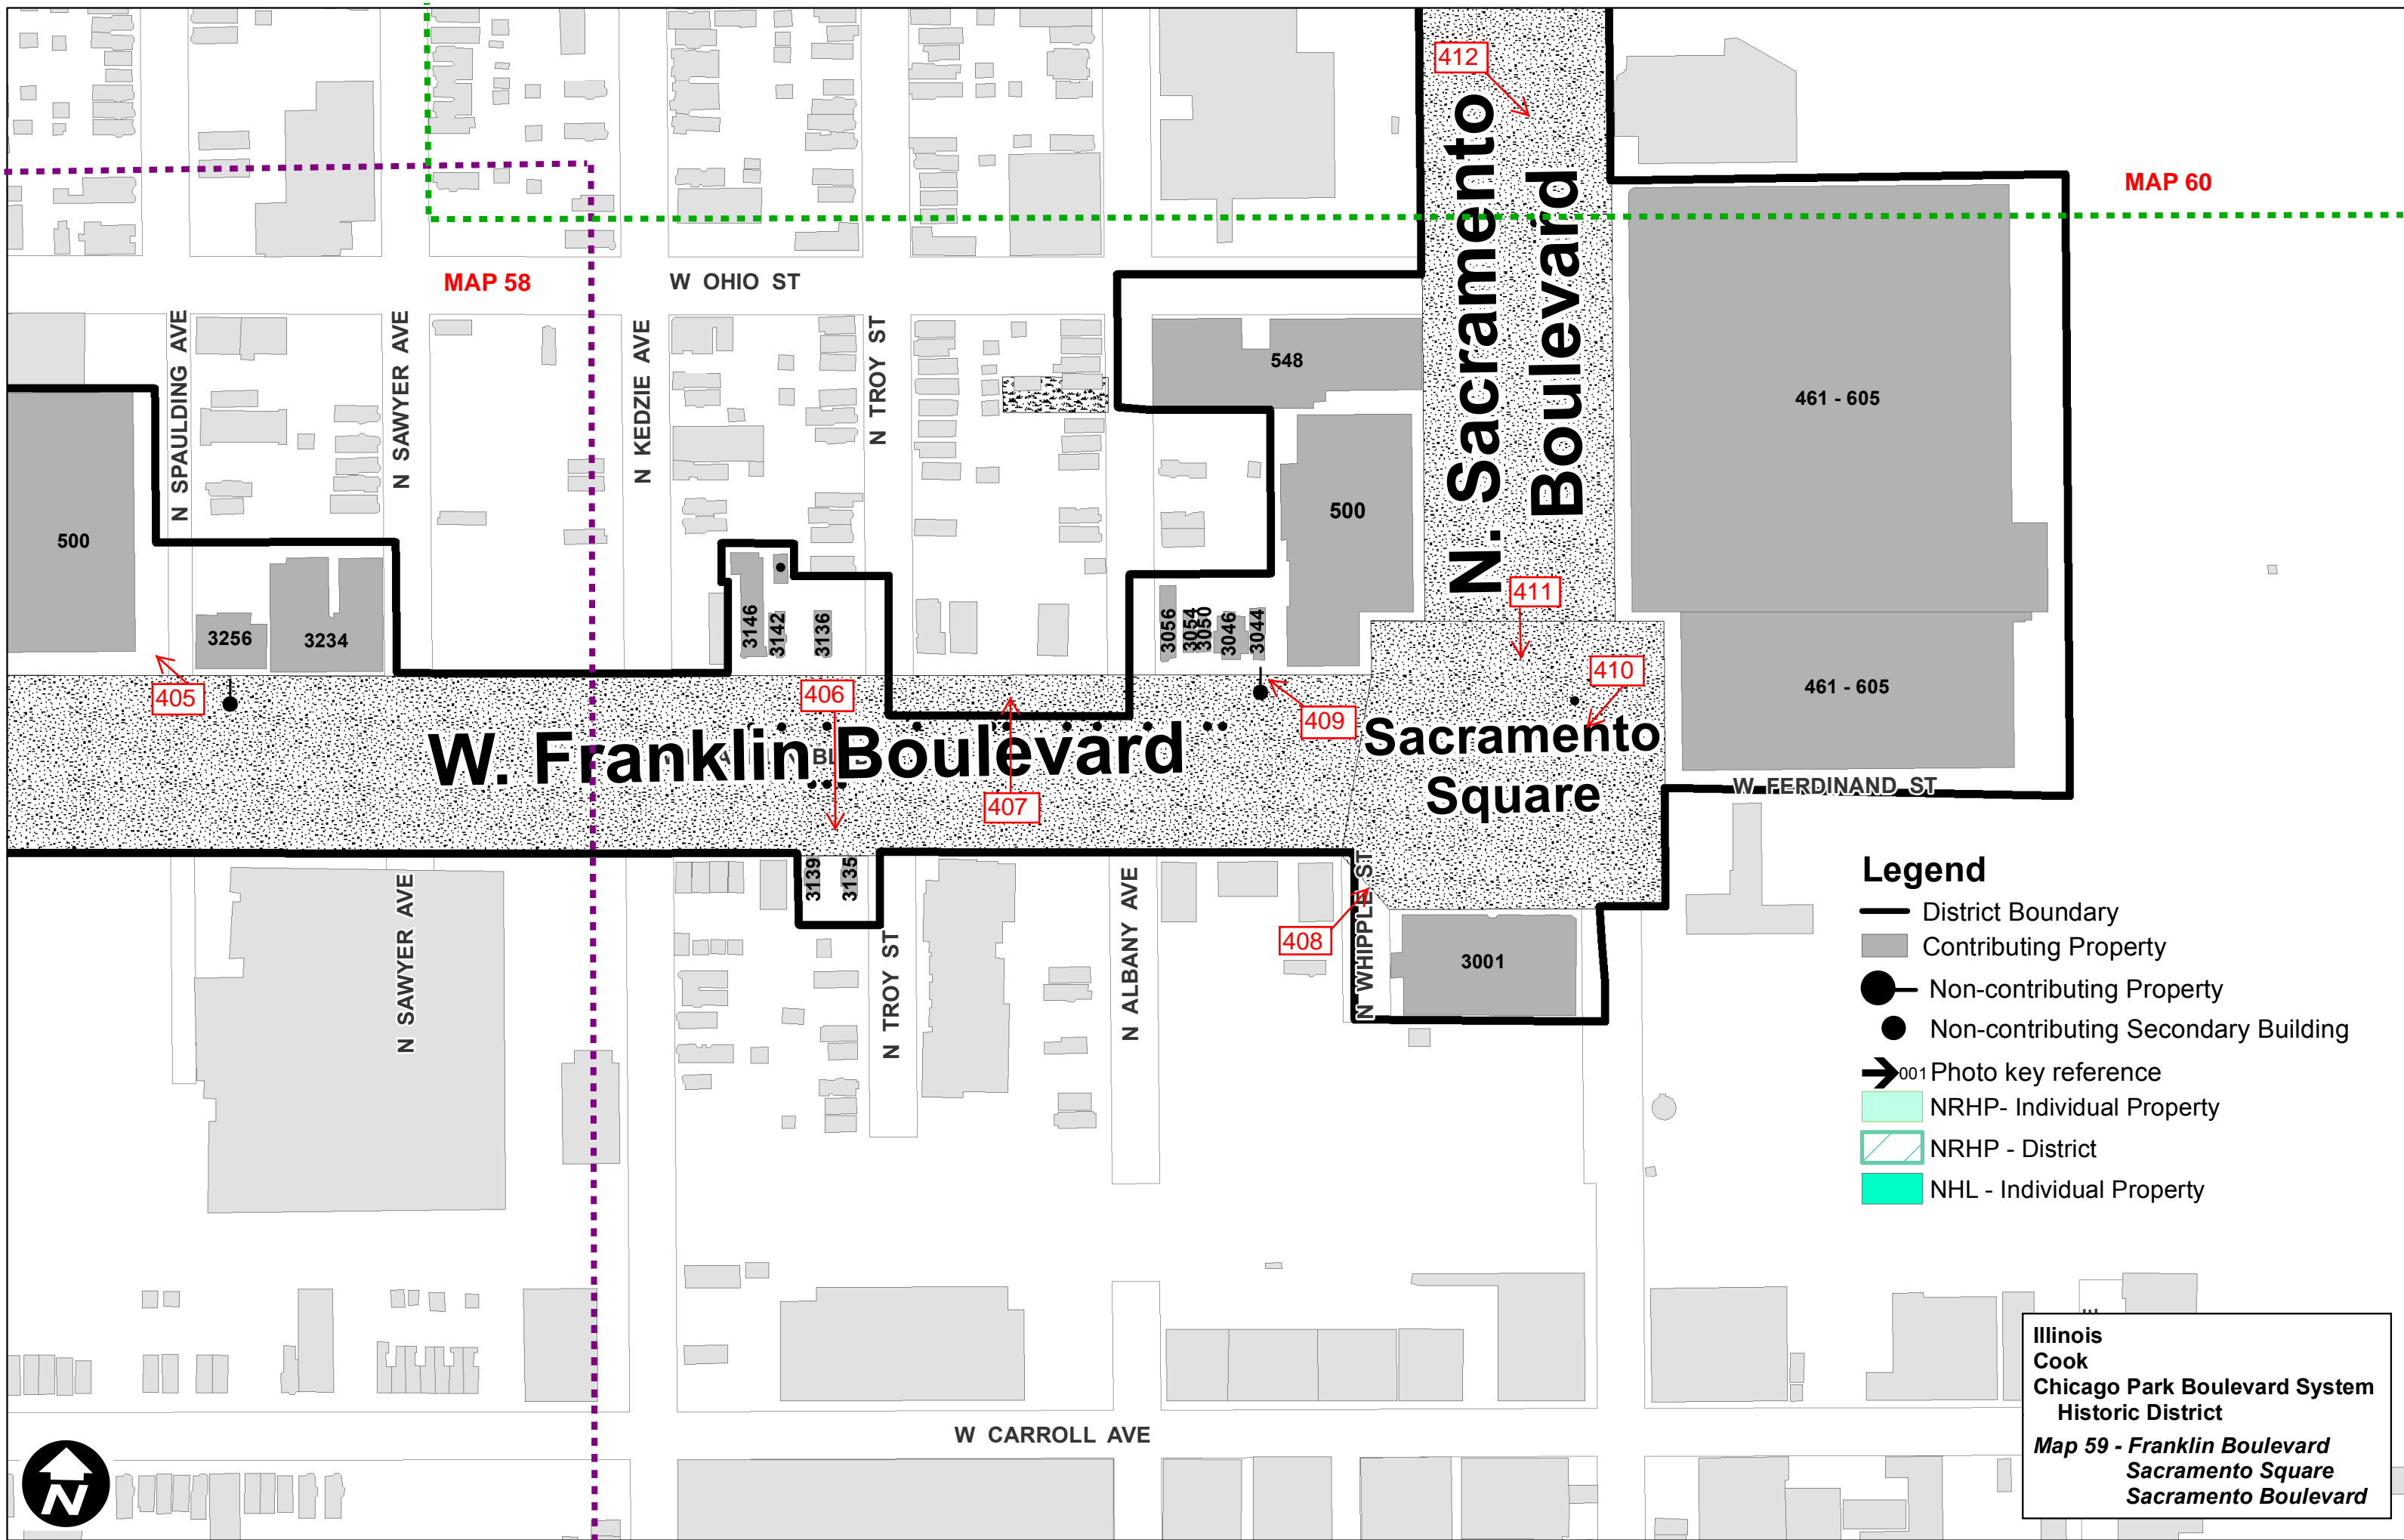 412
N. Sacramento
Boulevard
MAP 60
MAP 58
W OHIO ST
N SPAULDING AVE
N SAWYER AVE
N KEDZIE AVE
N TROY ST
548
461 - 605
500
500
411
3256
3234
3146
3142
3136
3056
3054
3050
3046
3044
410
461 - 605
405
406
409
W. Franklin Boulevard
Sacramento
Square
407
W FERDINAND ST
3139
3135
N SAWYER AVE
N TROY ST
N ALBANY AVE
N WHIPPLE ST
408
3001
Legend
District Boundary
Contributing Property
Non-contributing Property
Non-contributing Secondary Building
001 Photo key reference
NRHP- Individual Property
NRHP - District
NHL - Individual Property
W CARROLL AVE
N
Illinois
Cook
Chicago Park Boulevard System
Historic District
Map 59 - Franklin Boulevard
Sacramento Square
Sacramento Boulevard